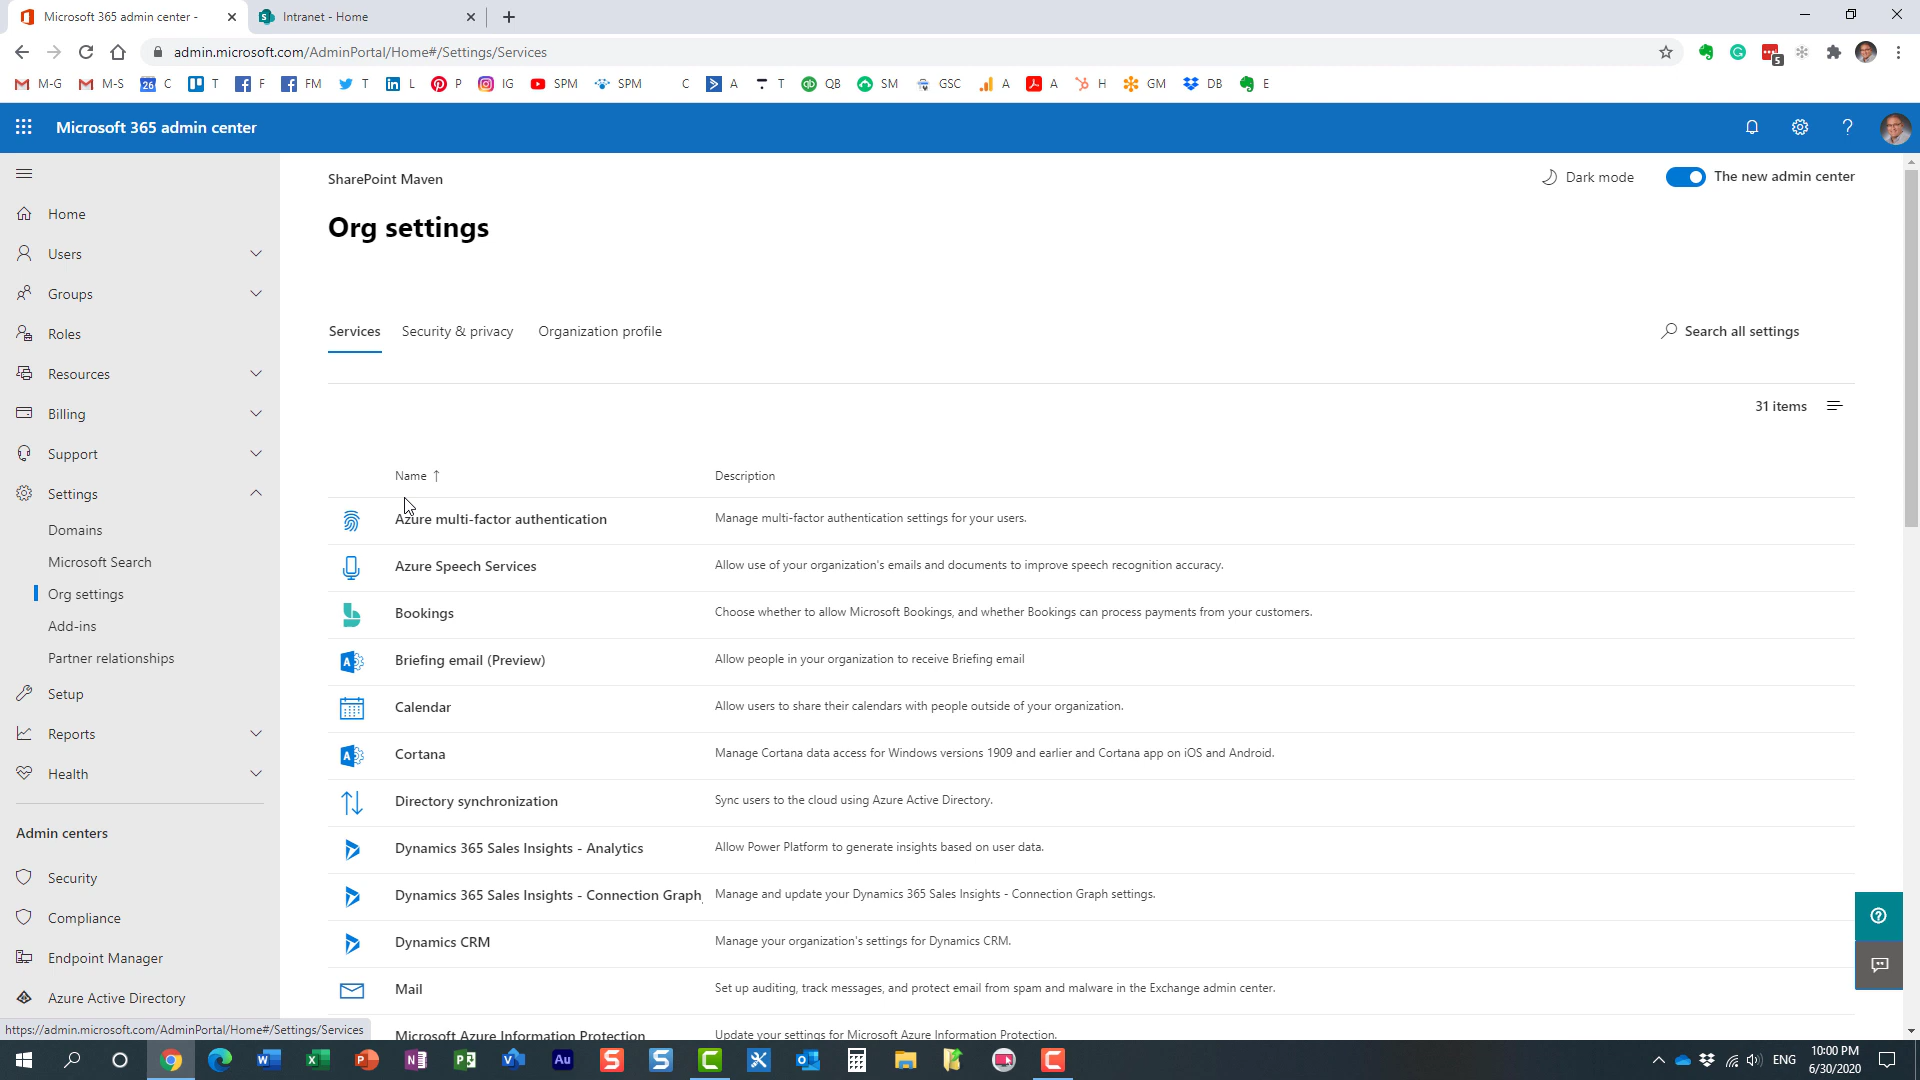 Microsoft 365 admin center -
Intranet - Home
admin.microsoft.com/AdminPortal/Home#/Settings/Services
5
M-G M-S 26 C T F FM T L P IG SPM SPM C A T QB SM GSC A A H GM DB E
Microsoft 365 admin center
SharePoint Maven
Dark mode
The new admin center
Org settings
Services
Security & privacy
Organization profile
Search all settings
31 items
Name ↑
Description
Azure multi-factor authentication
Manage multi-factor authentication settings for your users.
Azure Speech Services
Allow use of your organization's emails and documents to improve speech recognition accuracy.
Bookings
Choose whether to allow Microsoft Bookings, and whether Bookings can process payments from your customers.
Briefing email (Preview)
Allow people in your organization to receive Briefing email
Calendar
Allow users to share their calendars with people outside of your organization.
Cortana
Manage Cortana data access for Windows versions 1909 and earlier and Cortana app on iOS and Android.
Directory synchronization
Sync users to the cloud using Azure Active Directory.
Dynamics 365 Sales Insights - Analytics
Allow Power Platform to generate insights based on user data.
Dynamics 365 Sales Insights - Connection Graph
Manage and update your Dynamics 365 Sales Insights - Connection Graph settings.
Dynamics CRM
Manage your organization's settings for Dynamics CRM.
Mail
Set up auditing, track messages, and protect email from spam and malware in the Exchange admin center.
Microsoft Azure Information Protection
Update your settings for Microsoft Azure Information Protection.
Home
Users
Groups
Roles
Resources
Billing
Support
Settings
Domains
Microsoft Search
Org settings
Add-ins
Partner relationships
Setup
Reports
Health
Admin centers
Security
Compliance
Endpoint Manager
Azure Active Directory
https://admin.microsoft.com/AdminPortal/Home#/Settings/Services
ENG
10:00 PM
6/30/2020